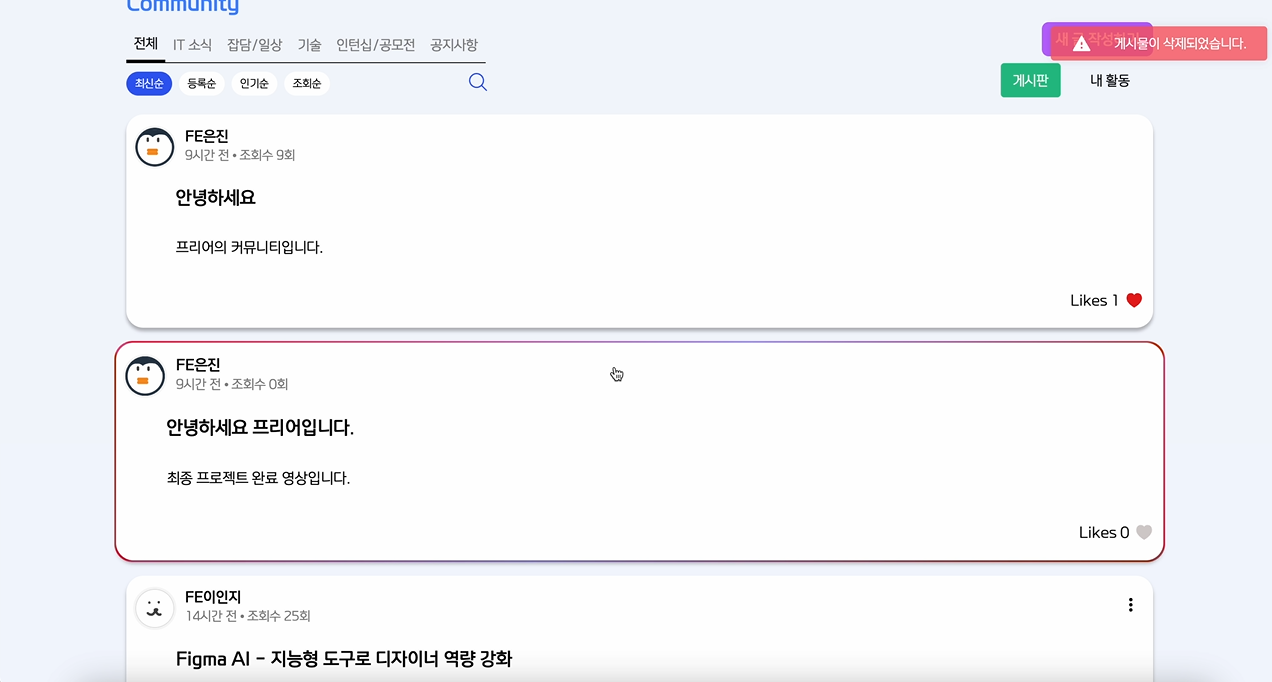 Community
전체 IT 소식 잡담/일상 기술 인턴십/공모전 공지사항
새 글 작성하기
게시물이 삭제되었습니다.
최신순 등록순 인기순 조회순
게시판 내 활동
FE은진
9시간 전 • 조회수 9회
안녕하세요
프리어의 커뮤니티입니다.
Likes 1
FE은진
9시간 전 • 조회수 0회
안녕하세요 프리어입니다.
최종 프로젝트 완료 영상입니다.
Likes 0
FE이인지
14시간 전 • 조회수 25회
Figma AI - 지능형 도구로 디자이너 역량 강화